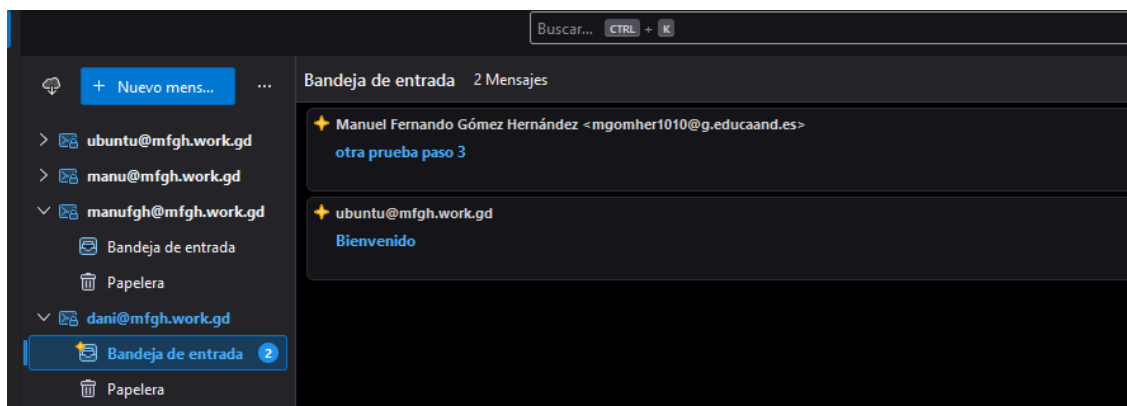 Buscar... CTRL + K
+ Nuevo mens... ...
Bandeja de entrada 2 Mensajes
ubuntu@mfgh.work.gd
manu@mfgh.work.gd
manufgh@mfgh.work.gd
Bandeja de entrada
Papelera
dani@mfgh.work.gd
Bandeja de entrada 2
Papelera
Manuel Fernando Gómez Hernández <mgomher1010@g.educaand.es>
otra prueba paso 3
ubuntu@mfgh.work.gd
Bienvenido